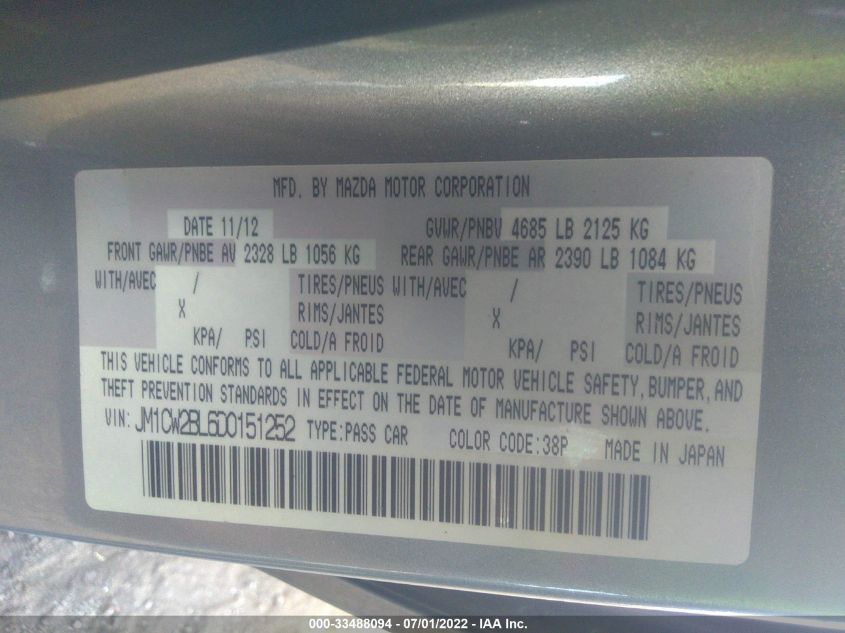 MFD. BY MAZDA MOTOR CORPORATION
DATE 11/12 GVWR/PNBV 4685 LB 2125 KG
FRONT GAWR/PNBE AV 2328 LB 1056 KG REAR GAWR/PNBE AR 2390 LB 1084 KG
WITH/AVEC / TIRES/PNEUS WITH/AVEC / TIRES/PNEUS
X RIMS/JANTES X RIMS/JANTES
KPA/ PSI COLD/A FROID KPA/ PSI COLD/A FROID
THIS VEHICLE CONFORMS TO ALL APPLICABLE FEDERAL MOTOR VEHICLE SAFETY, BUMPER, AND
THEFT PREVENTION STANDARDS IN EFFECT ON THE DATE OF MANUFACTURE SHOWN ABOVE.
VIN: JM1CW2BL6D0151252 TYPE:PASS CAR COLOR CODE:38P MADE IN JAPAN
000-33488094 - 07/01/2022 - IAA Inc.